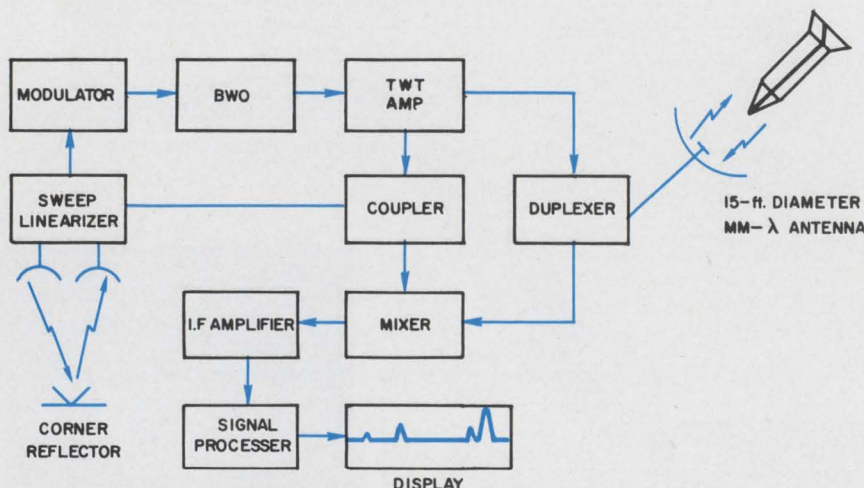 MODULATOR
BWO
TWT
AMP
SWEEP
LINEARIZER
COUPLER
DUPLEXER
15-ft. DIAMETER
MM-λ ANTENNA
I.F AMPLIFIER
MIXER
CORNER
REFLECTOR
SIGNAL
PROCESSER
DISPLAY